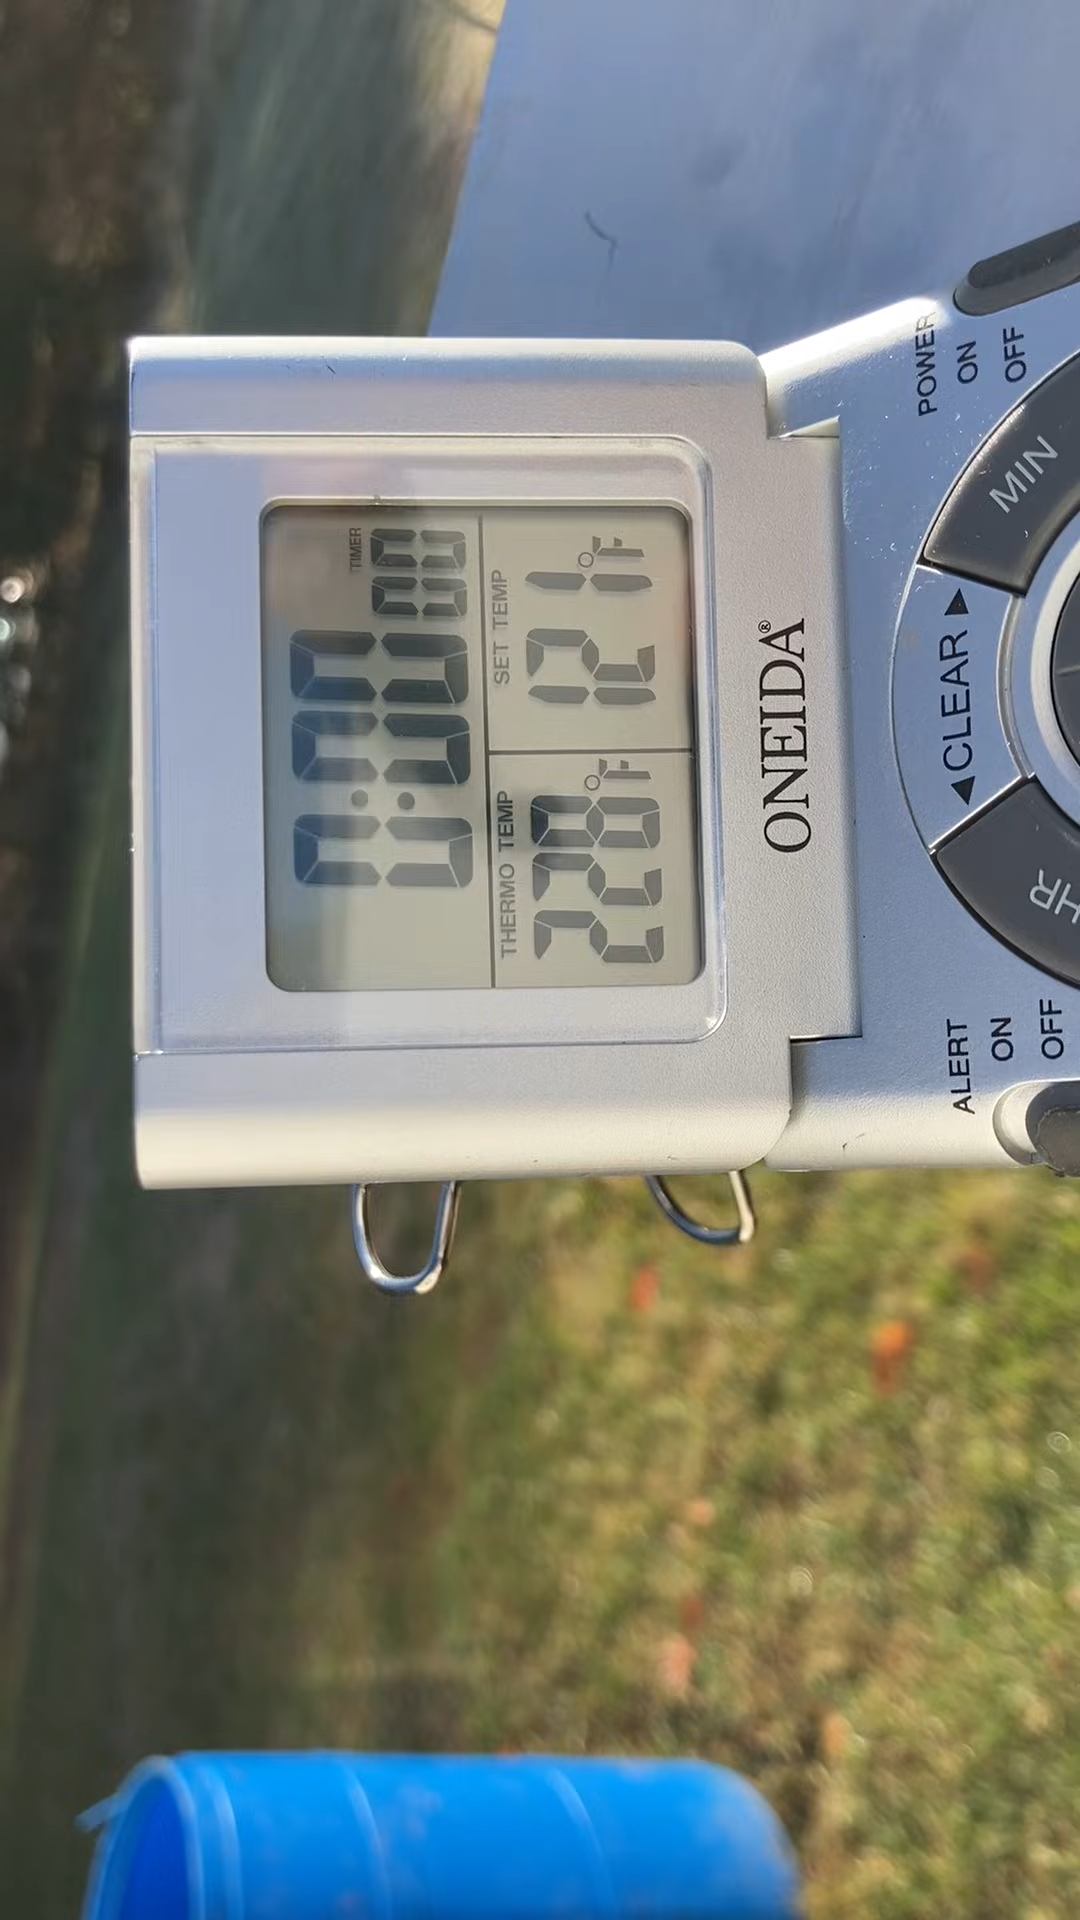 TIMER
0:00 00
THERMO TEMP SET TEMP
228°F 121°F
ONEIDA®
ALERT ON OFF
◀CLEAR▶
POWER ON OFF
HR MIN